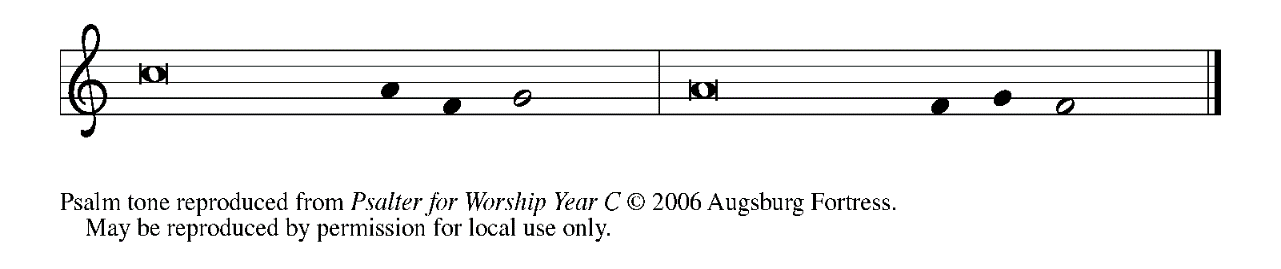 Psalm tone reproduced from Psalter for Worship Year C © 2006 Augsburg Fortress.
May be reproduced by permission for local use only.